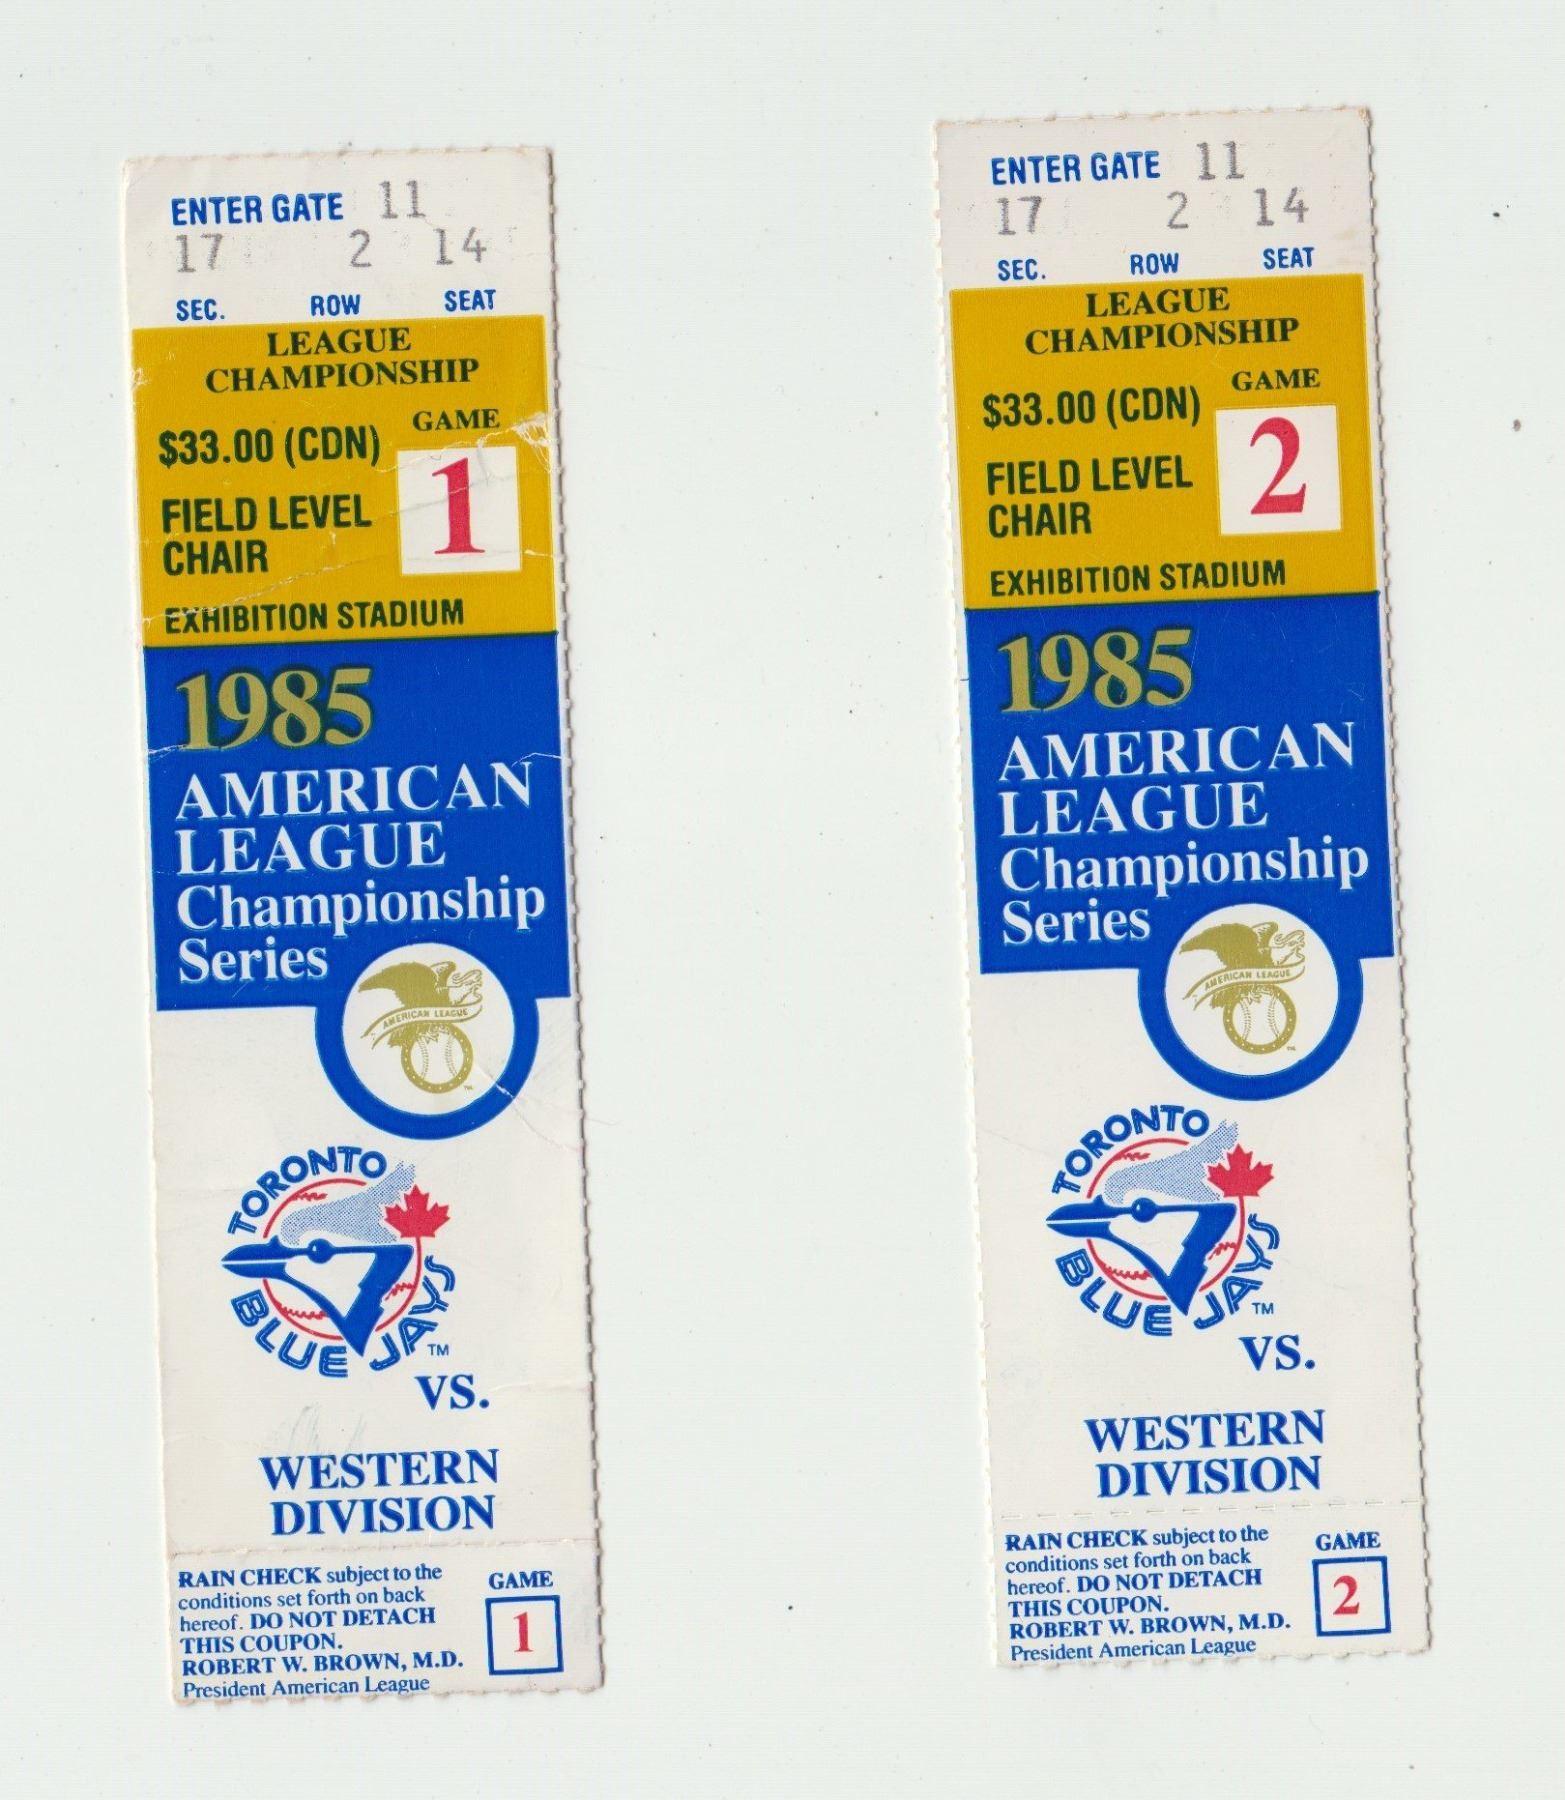 ENTER GATE 11
17 2 14
SEC. ROW SEAT
LEAGUE
CHAMPIONSHIP
GAME
$33.00 (CDN)
1
FIELD LEVEL
CHAIR
EXHIBITION STADIUM
1985
AMERICAN
LEAGUE
Championship
Series
AMERICAN LEAGUE
TM
TORONTO
BLUE JAYS
TM
VS.
WESTERN
DIVISION
RAIN CHECK subject to the
conditions set forth on back
hereof. DO NOT DETACH
THIS COUPON.
ROBERT W. BROWN, M.D.
President American League
GAME
1
ENTER GATE 11
17 2 14
SEC. ROW SEAT
LEAGUE
CHAMPIONSHIP
GAME
$33.00 (CDN)
2
FIELD LEVEL
CHAIR
EXHIBITION STADIUM
1985
AMERICAN
LEAGUE
Championship
Series
AMERICAN LEAGUE
TM
TORONTO
BLUE JAYS
TM
VS.
WESTERN
DIVISION
RAIN CHECK subject to the
conditions set forth on back
hereof. DO NOT DETACH
THIS COUPON.
ROBERT W. BROWN, M.D.
President American League
GAME
2